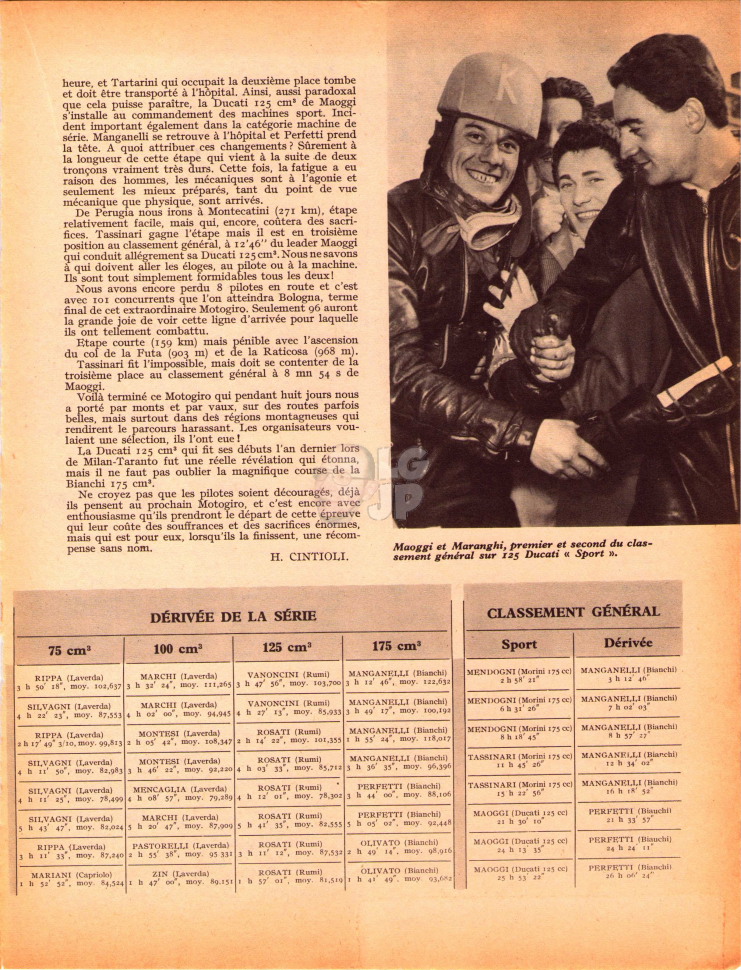 heure, et Tartarini qui occupait la deuxième place tombe
et doit être transporté à l'hôpital. Ainsi, aussi paradoxal
que cela puisse paraître, la Ducati 125 cm³ de Maoggi
s'installe au commandement des machines sport. Inci-
dent important également dans la catégorie machine de
série. Manganelli se retrouve à l'hôpital et Perfetti prend
la tête. A quoi attribuer ces changements ? Sûrement à
la longueur de cette étape qui vient à la suite de deux
tronçons vraiment très durs. Cette fois, la fatigue a eu
raison des hommes, les mécaniques sont à l'agonie et
seulement les mieux préparés, tant du point de vue
mécanique que physique, sont arrivés.
De Perugia nous irons à Montecatini (271 km), étape
relativement facile, mais qui, encore, coûtera des sacri-
fices. Tassinari gagne l'étape mais il est en troisième
position au classement général, à 12'46" du leader Maoggi
qui conduit allégrement sa Ducati 125 cm³. Nous ne savons
à qui doivent aller les éloges, au pilote ou à la machine.
Ils sont tout simplement formidables tous les deux!
Nous avons encore perdu 8 pilotes en route et c'est
avec 101 concurrents que l'on atteindra Bologna, terme
final de cet extraordinaire Motogiro. Seulement 96 auront
la grande joie de voir cette ligne d'arrivée pour laquelle
ils ont tellement combattu.
Etape courte (159 km) mais pénible avec l'ascension
du col de la Futa (903 m) et de la Raticosa (968 m).
Tassinari fit l'impossible, mais doit se contenter de la
troisième place au classement général à 8 mn 54 s de
Maoggi.
Voilà terminé ce Motogiro qui pendant huit jours nous
a porté par monts et par vaux, sur des routes parfois
belles, mais surtout dans des régions montagneuses qui
rendirent le parcours harassant. Les organisateurs vou-
laient une sélection, ils l'ont eue !
La Ducati 125 cm³ qui fit ses débuts l'an dernier lors
de Milan-Taranto fut une réelle révélation qui étonna,
mais il ne faut pas oublier la magnifique course de la
Bianchi 175 cm³.
Ne croyez pas que les pilotes soient découragés, déjà
ils pensent au prochain Motogiro, et c'est encore avec
enthousiasme qu'ils prendront le départ de cette épreuve
qui leur coûte des souffrances et des sacrifices énormes,
mais qui est pour eux, lorsqu'ils la finissent, une récom-
pense sans nom.
H. CINTIOLI.
Maoggi et Maranghi, premier et second du clas-
sement général sur 125 Ducati « Sport ».
DÉRIVÉE DE LA SÉRIE
75 cm³ 100 cm³ 125 cm³ 175 cm³
RIPPA (Laverda) MARCHI (Laverda) VANONCINI (Rumi) MANGANELLI (Bianchi)
3 h 50' 18", moy. 102,637 3 h 32' 24", moy. 111,265 3 h 47' 56", moy. 103,700 3 h 12' 46", moy. 122,632
SILVAGNI (Laverda) MARCHI (Laverda) VANONCINI (Rumi) MANGANELLI (Bianchi)
4 h 22' 23", moy. 87,553 4 h 02' 00", moy. 94,945 4 h 27' 13", moy. 85,933 3 h 49' 17", moy. 100,192
RIPPA (Laverda) MONTESI (Laverda) ROSATI (Rumi) MANGANELLI (Bianchi)
2 h 17' 49" 3/10, moy. 99,813 2 h 05' 42", moy. 108,347 2 h 14' 22", moy. 101,355 1 h 55' 24", moy. 118,017
SILVAGNI (Laverda) MONTESI (Laverda) ROSATI (Rumi) MANGANELLI (Bianchi)
4 h 11' 50", moy. 82,983 3 h 46' 22", moy. 92,220 4 h 03' 33", moy. 85,712 3 h 36' 35", moy. 96,396
SILVAGNI (Laverda) MENCAGLIA (Laverda) ROSATI (Rumi) PERFETTI (Bianchi)
4 h 11' 25", moy. 78,499 4 h 08' 57", moy. 79,289 4 h 12' 01", moy. 78,302 3 h 44' 00", moy. 88,106
SILVAGNI (Laverda) MARCHI (Laverda) ROSATI (Rumi) PERFETTI (Bianchi)
5 h 43' 47", moy. 82,024 5 h 20' 47", moy. 87,909 5 h 41' 35", moy. 82,555 5 h 05' 02", moy. 92,448
RIPPA (Laverda) PASTORELLI (Laverda) ROSATI (Rumi) OLIVATO (Bianchi)
3 h 11' 33", moy. 87,240 2 h 55' 38", moy. 95,331 3 h 11' 12", moy. 87,532 2 h 49' 14", moy. 98,916
MARIANI (Capriolo) ZIN (Laverda) ROSATI (Rumi) OLIVATO (Bianchi)
1 h 52' 52", moy. 84,524 1 h 47' 00", moy. 89,151 1 h 57' 01", moy. 81,519 1 h 41' 49", moy. 93,682
CLASSEMENT GÉNÉRAL
Sport Dérivée
MENDOGNI (Morini 175 cc) MANGANELLI (Bianchi)
2 h 58' 21" 3 h 12' 46"
MENDOGNI (Morini 175 cc) MANGANELLI (Bianchi)
6 h 31' 26" 7 h 02' 03"
MENDOGNI (Morini 175 cc) MANGANELLI (Bianchi)
8 h 18' 45" 8 h 57' 27"
TASSINARI (Morini 175 cc) MANGANELLI (Bianchi)
11 h 45' 26" 12 h 34' 02"
TASSINARI (Morini 175 cc) MANGANELLI (Bianchi)
15 h 22' 56" 16 h 18' 52"
MAOGGI (Ducati 125 cc) PERFETTI (Bianchi)
21 h 30' 10" 21 h 33' 57"
MAOGGI (Ducati 125 cc) PERFETTI (Bianchi)
24 h 13' 35" 24 h 24' 11"
MAOGGI (Ducati 125 cc) PERFETTI (Bianchi)
25 h 53' 22" 26 h 06' 24"